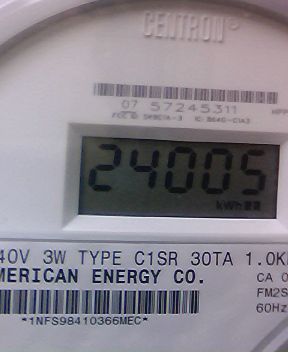 CENTRON®
07 57245311
24005
kWh
40V 3W TYPE C1SR 30TA 1.0K
MERICAN ENERGY CO.
CA 0
FM2S
60Hz
*1NFS98410366MEC*